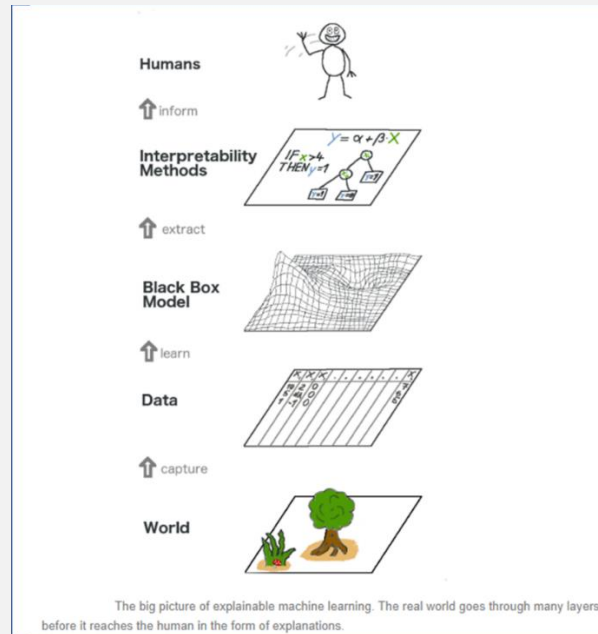 Humans
inform
Y = α + β·X
Interpretability
Methods
IF x>4
THEN y=1
extract
Black Box
Model
learn
Data
capture
World
The big picture of explainable machine learning. The real world goes through many layers
before it reaches the human in the form of explanations.